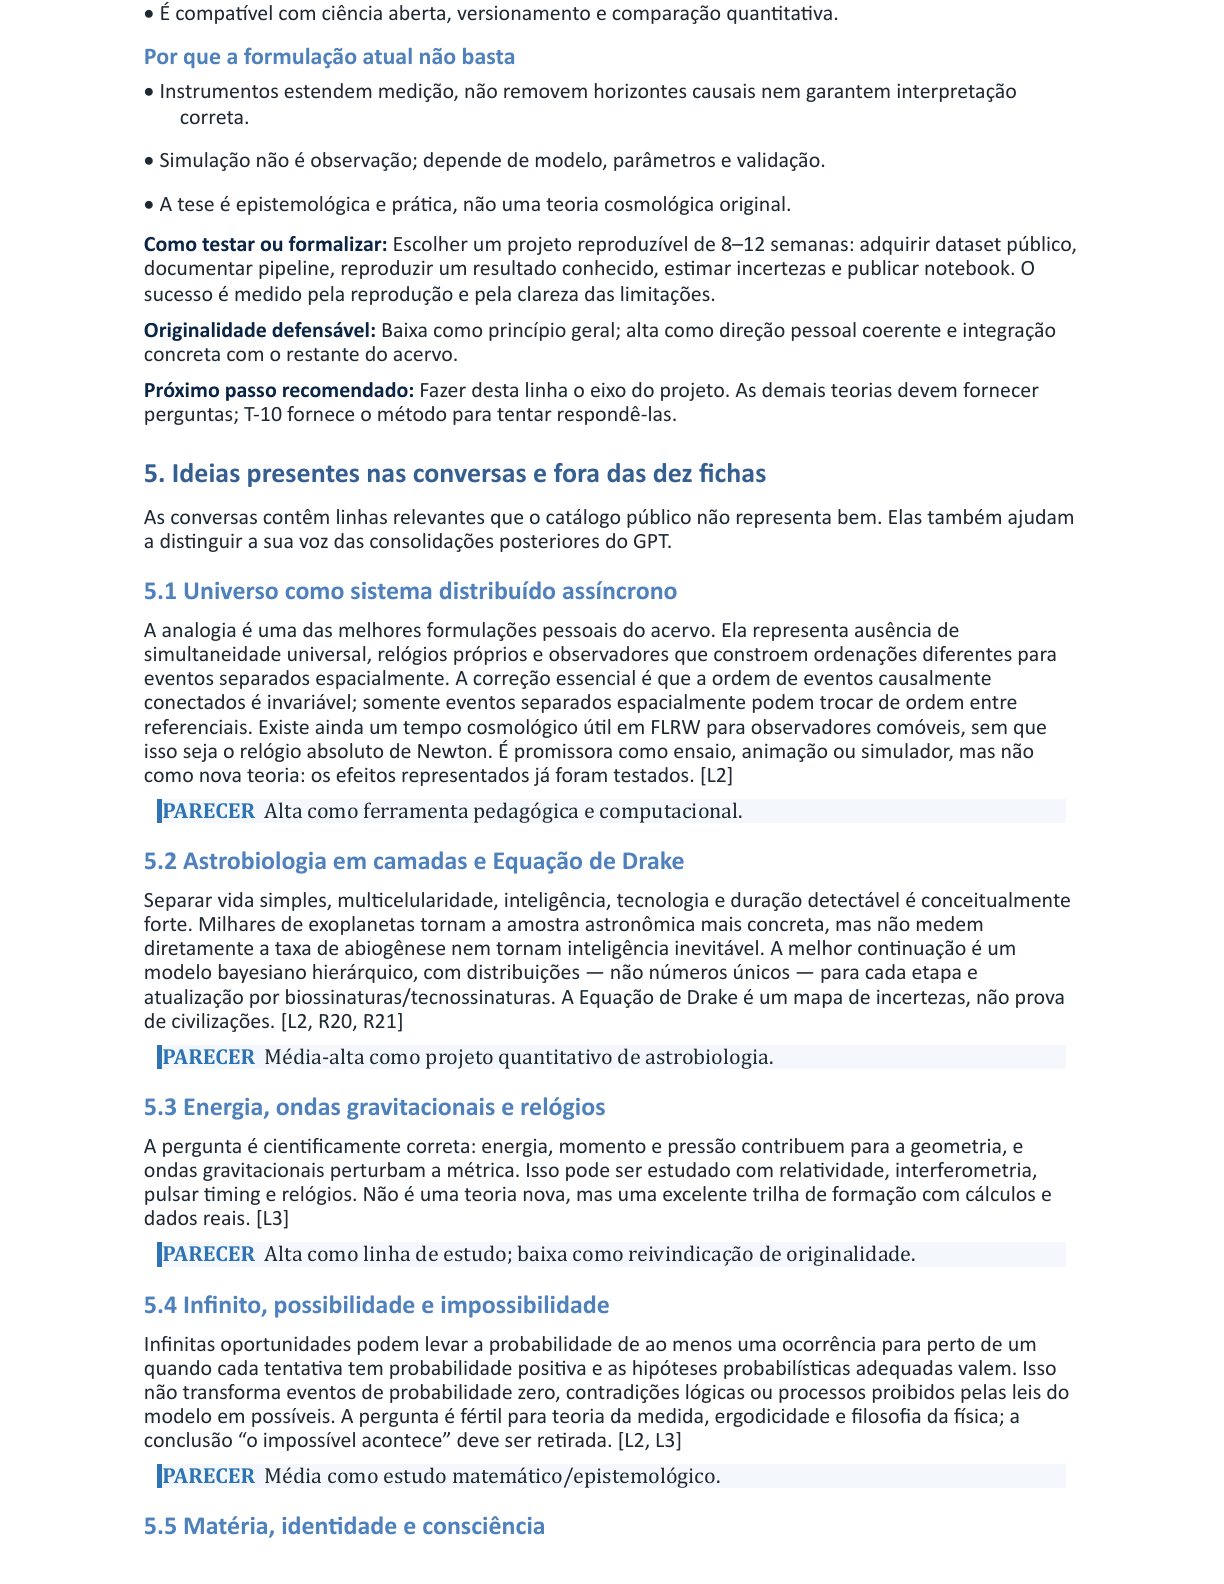 • É compatível com ciência aberta, versionamento e comparação quantitativa.
Por que a formulação atual não basta
• Instrumentos estendem medição, não removem horizontes causais nem garantem interpretação
correta.
• Simulação não é observação; depende de modelo, parâmetros e validação.
• A tese é epistemológica e prática, não uma teoria cosmológica original.
Como testar ou formalizar: Escolher um projeto reproduzível de 8–12 semanas: adquirir dataset público,
documentar pipeline, reproduzir um resultado conhecido, estimar incertezas e publicar notebook. O
sucesso é medido pela reprodução e pela clareza das limitações.
Originalidade defensável: Baixa como princípio geral; alta como direção pessoal coerente e integração
concreta com o restante do acervo.
Próximo passo recomendado: Fazer desta linha o eixo do projeto. As demais teorias devem fornecer
perguntas; T-10 fornece o método para tentar respondê-las.
5. Ideias presentes nas conversas e fora das dez fichas
As conversas contêm linhas relevantes que o catálogo público não representa bem. Elas também ajudam
a distinguir a sua voz das consolidações posteriores do GPT.
5.1 Universo como sistema distribuído assíncrono
A analogia é uma das melhores formulações pessoais do acervo. Ela representa ausência de
simultaneidade universal, relógios próprios e observadores que constroem ordenações diferentes para
eventos separados espacialmente. A correção essencial é que a ordem de eventos causalmente
conectados é invariável; somente eventos separados espacialmente podem trocar de ordem entre
referenciais. Existe ainda um tempo cosmológico útil em FLRW para observadores comóveis, sem que
isso seja o relógio absoluto de Newton. É promissora como ensaio, animação ou simulador, mas não
como nova teoria: os efeitos representados já foram testados. [L2]
PARECER Alta como ferramenta pedagógica e computacional.
5.2 Astrobiologia em camadas e Equação de Drake
Separar vida simples, multicelularidade, inteligência, tecnologia e duração detectável é conceitualmente
forte. Milhares de exoplanetas tornam a amostra astronômica mais concreta, mas não medem
diretamente a taxa de abiogênese nem tornam inteligência inevitável. A melhor continuação é um
modelo bayesiano hierárquico, com distribuições — não números únicos — para cada etapa e
atualização por biossinaturas/tecnossinaturas. A Equação de Drake é um mapa de incertezas, não prova
de civilizações. [L2, R20, R21]
PARECER Média-alta como projeto quantitativo de astrobiologia.
5.3 Energia, ondas gravitacionais e relógios
A pergunta é cientificamente correta: energia, momento e pressão contribuem para a geometria, e
ondas gravitacionais perturbam a métrica. Isso pode ser estudado com relatividade, interferometria,
pulsar timing e relógios. Não é uma teoria nova, mas uma excelente trilha de formação com cálculos e
dados reais. [L3]
PARECER Alta como linha de estudo; baixa como reivindicação de originalidade.
5.4 Infinito, possibilidade e impossibilidade
Infinitas oportunidades podem levar a probabilidade de ao menos uma ocorrência para perto de um
quando cada tentativa tem probabilidade positiva e as hipóteses probabilísticas adequadas valem. Isso
não transforma eventos de probabilidade zero, contradições lógicas ou processos proibidos pelas leis do
modelo em possíveis. A pergunta é fértil para teoria da medida, ergodicidade e filosofia da física; a
conclusão “o impossível acontece” deve ser retirada. [L2, L3]
PARECER Média como estudo matemático/epistemológico.
5.5 Matéria, identidade e consciência